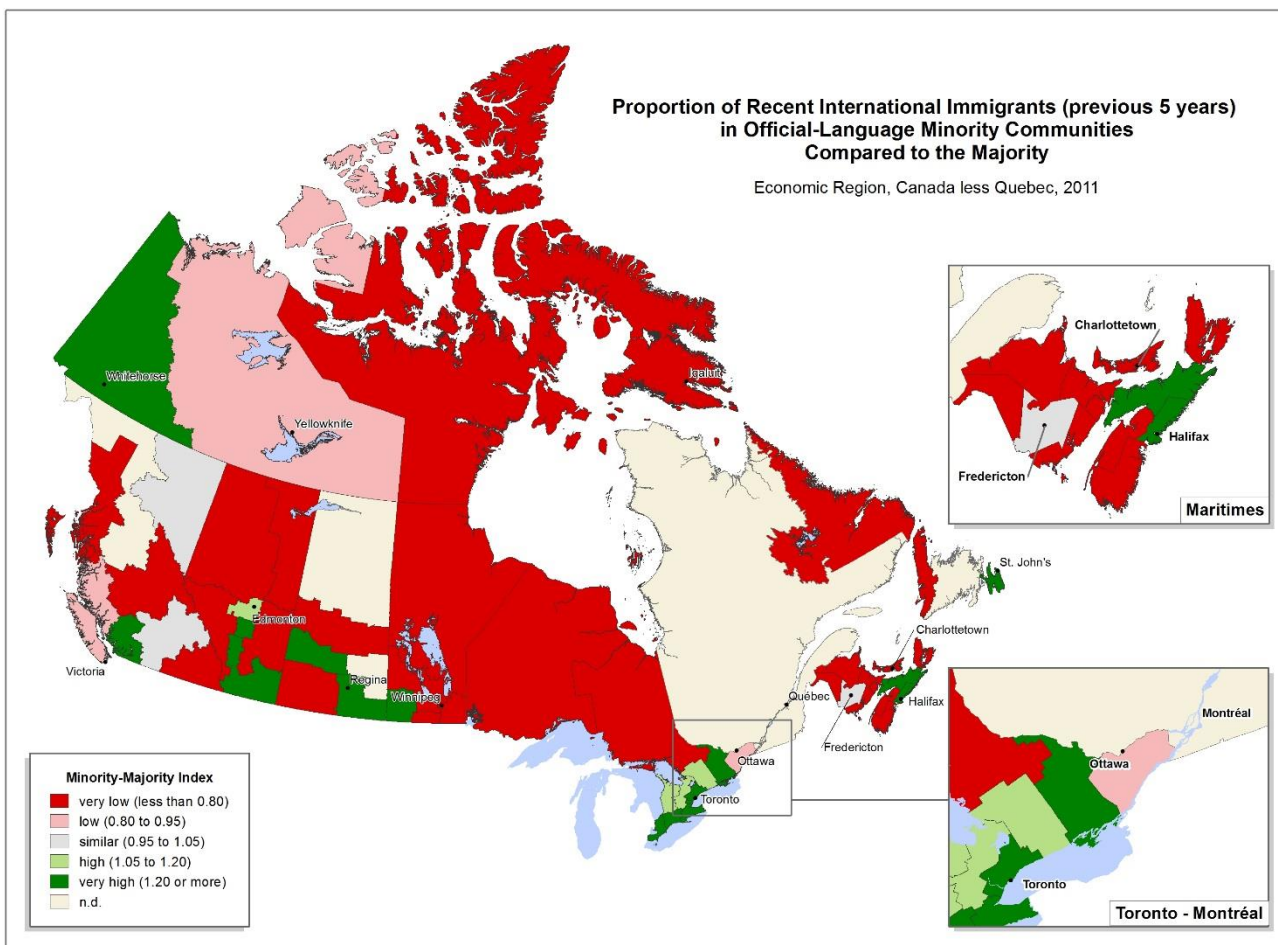 Proportion of Recent International Immigrants (previous 5 years)
in Official-Language Minority Communities
Compared to the Majority
Economic Region, Canada less Quebec, 2011
Whitehorse
Yellowknife
Iqaluit
Edmonton
Victoria
Regina
Winnipeg
Ottawa
Toronto
Québec
Fredericton
Halifax
Charlottetown
St. John's
Charlottetown
Halifax
Fredericton
Maritimes
Montréal
Ottawa
Toronto
Toronto - Montréal
Minority-Majority Index
very low (less than 0.80)
low (0.80 to 0.95)
similar (0.95 to 1.05)
high (1.05 to 1.20)
very high (1.20 or more)
n.d.